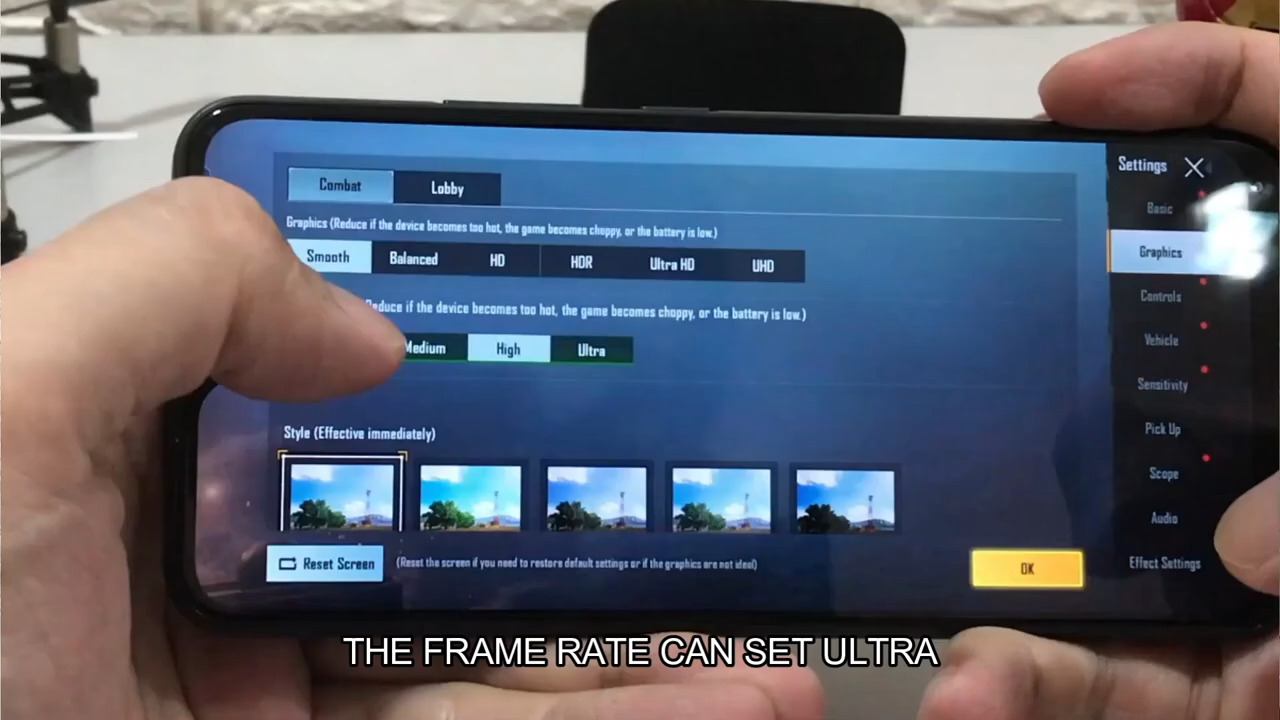 Settings
Combat Lobby
Basic
Graphics (Reduce if the device becomes too hot, the game becomes choppy, or the battery is low.)
Smooth Balanced HD HDR Ultra HD UHD
Graphics
Controls
Reduce if the device becomes too hot, the game becomes choppy, or the battery is low.)
Medium High Ultra
Vehicle
Sensitivity
Style (Effective immediately)
Pick Up
Scope
Audio
Reset Screen (Reset the screen if you need to restore default settings or if the graphics are not ideal)
OK
Effect Settings
THE FRAME RATE CAN SET ULTRA